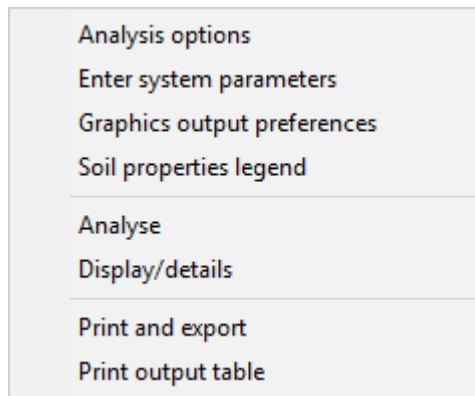 Analysis options
Enter system parameters
Graphics output preferences
Soil properties legend
Analyse
Display/details
Print and export
Print output table